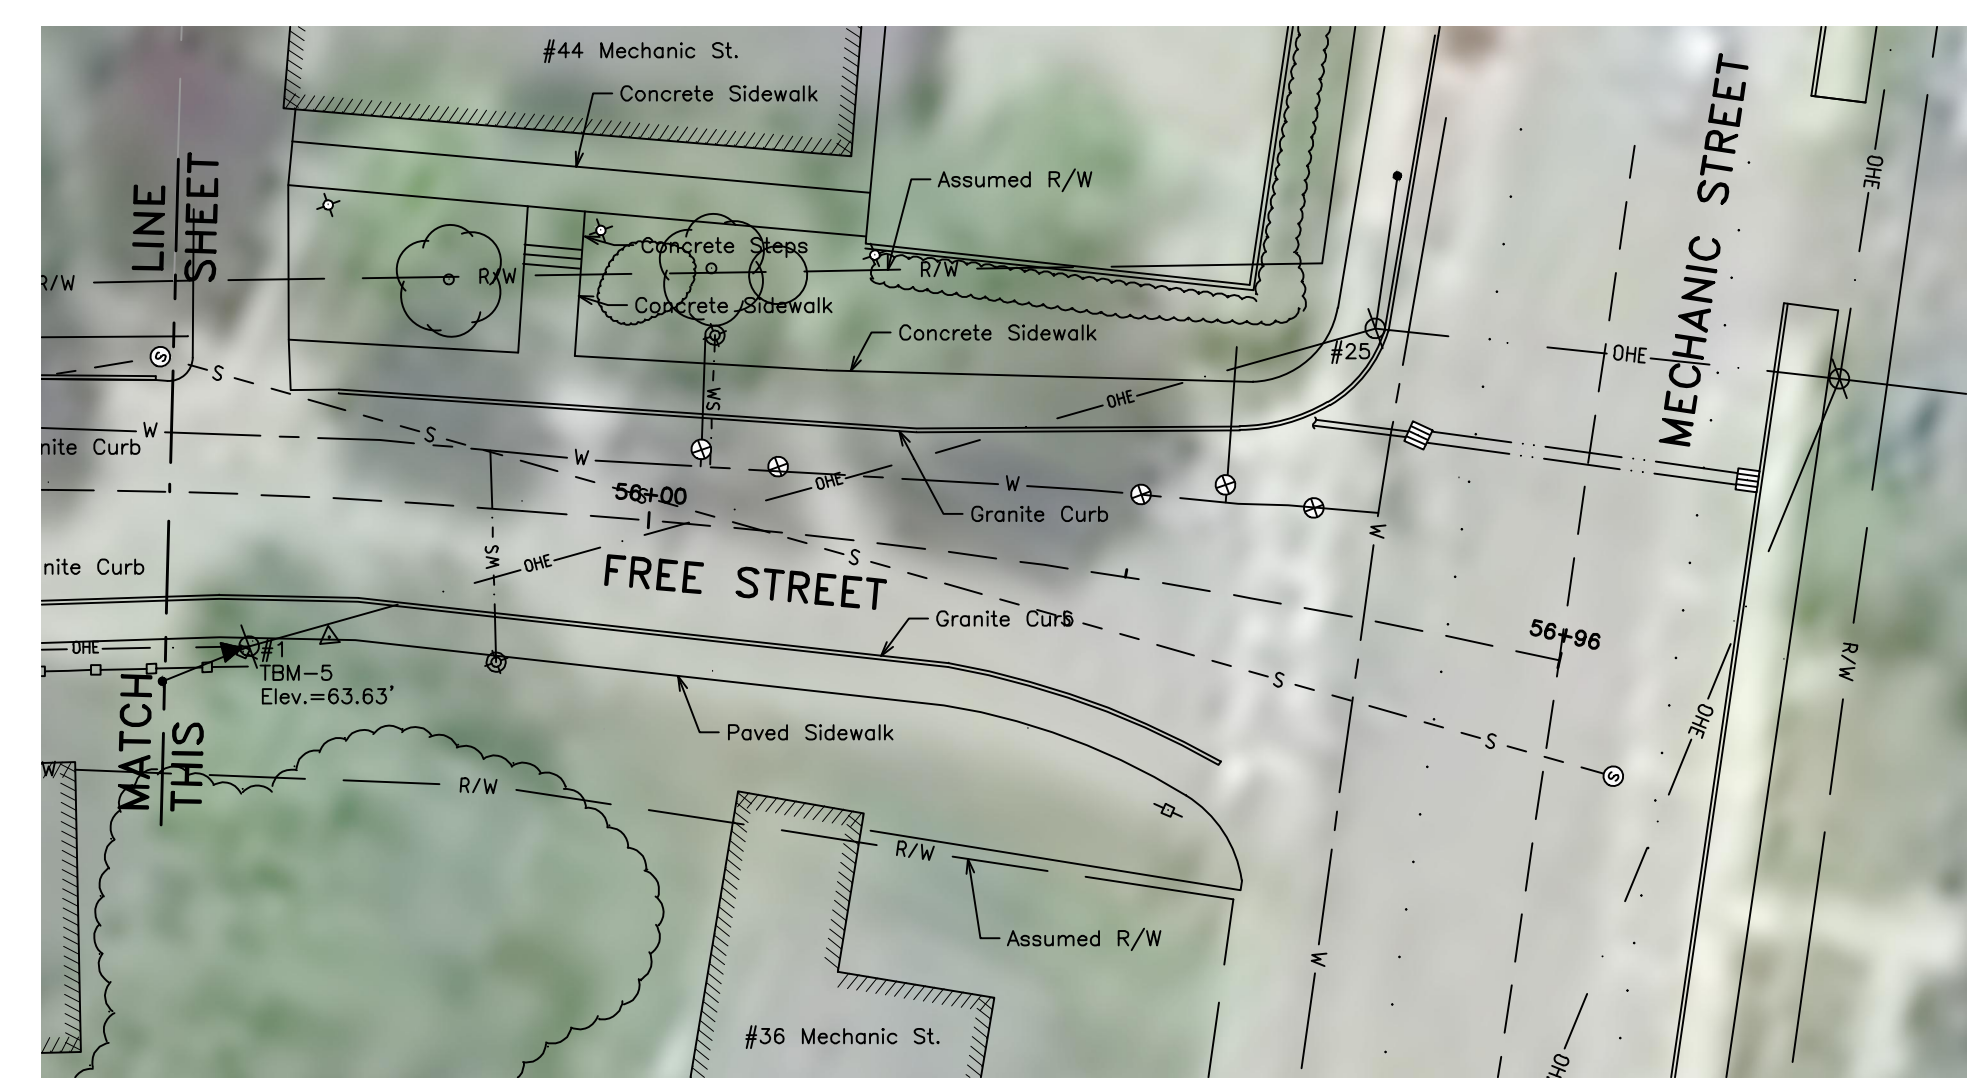 #44 Mechanic St.
Concrete Sidewalk
MECHANIC STREET
OHE
LINE
SHEET
Assumed R/W
Concrete Steps
R/W
R/W
R/W
Concrete Sidewalk
Concrete Sidewalk
#25
OHE
S
S
WS
OHE
W
S
nite Curb
W
OHE
W
56+00
S
Granite Curb
W
WS
OHE
S
nite Curb
FREE STREET
Granite Curb
S
56+96
OHE
#1
TBM-5
Elev.=63.63'
R/W
S
MATCH
THIS
Paved Sidewalk
S
OHE
S
W
R/W
R/W
Assumed R/W
W
#36 Mechanic St.
OHE